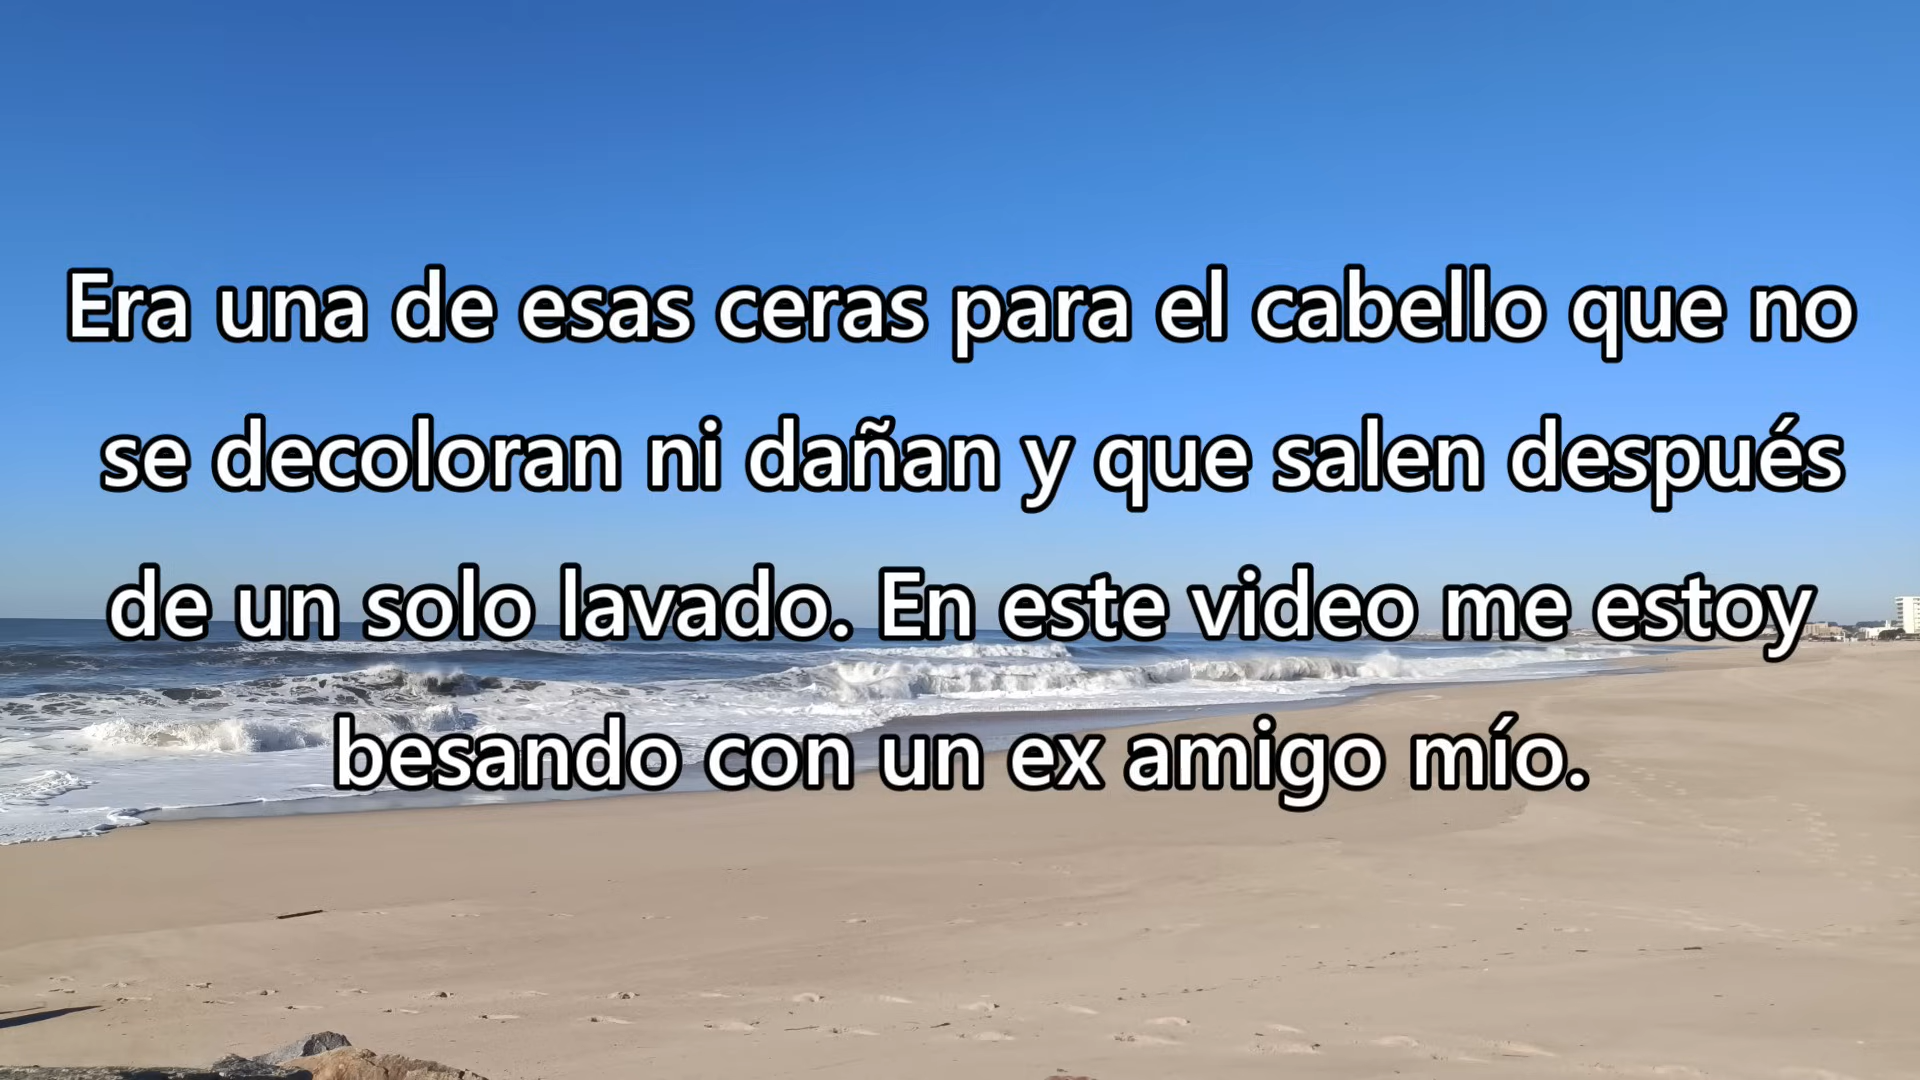 Era una de esas ceras para el cabello que no
se decoloran ni dañan y que salen después
de un solo lavado. En este video me estoy
besando con un ex amigo mío.